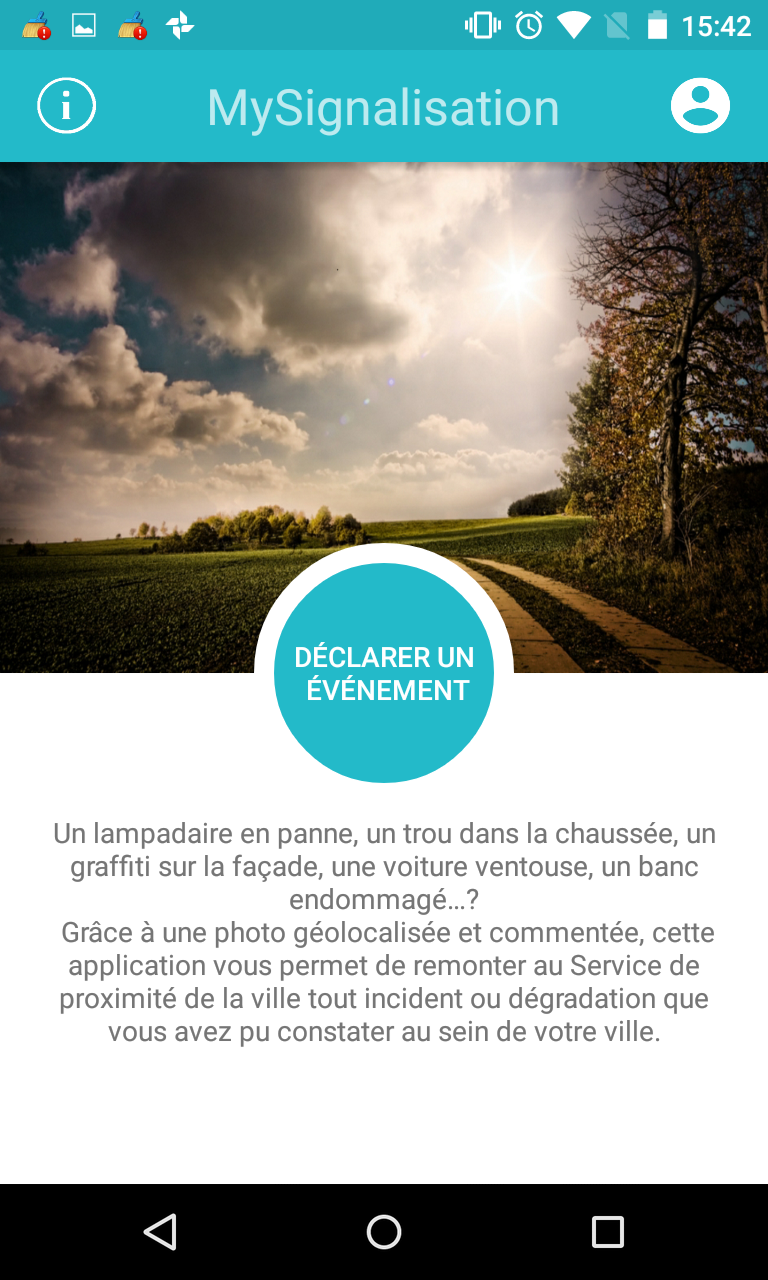 15:42
MySignalisation
DÉCLARER UN
ÉVÉNEMENT
Un lampadaire en panne, un trou dans la chaussée, un
graffiti sur la façade, une voiture ventouse, un banc
endommagé...?
Grâce à une photo géolocalisée et commentée, cette
application vous permet de remonter au Service de
proximité de la ville tout incident ou dégradation que
vous avez pu constater au sein de votre ville.